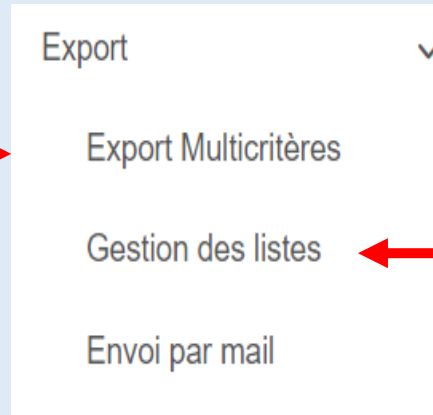 Export
Export Multicritères
Gestion des listes
Envoi par mail